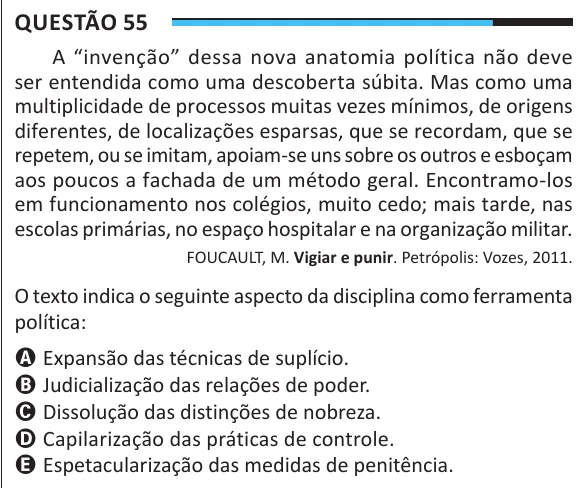 QUESTÃO 55
A “invenção” dessa nova anatomia política não deve
ser entendida como uma descoberta súbita. Mas como uma
multiplicidade de processos muitas vezes mínimos, de origens
diferentes, de localizações esparsas, que se recordam, que se
repetem, ou se imitam, apoiam-se uns sobre os outros e esboçam
aos poucos a fachada de um método geral. Encontramo-los
em funcionamento nos colégios, muito cedo; mais tarde, nas
escolas primárias, no espaço hospitalar e na organização militar.
FOUCAULT, M. Vigiar e punir. Petrópolis: Vozes, 2011.
O texto indica o seguinte aspecto da disciplina como ferramenta
política:
A Expansão das técnicas de suplício.
B Judicialização das relações de poder.
C Dissolução das distinções de nobreza.
D Capilarização das práticas de controle.
E Espetacularização das medidas de penitência.